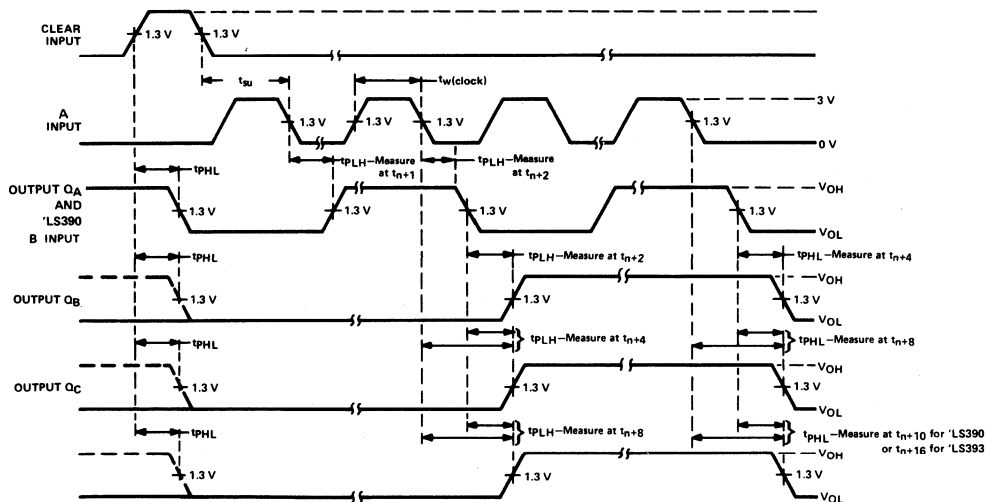 CLEAR
INPUT
1.3 V
1.3 V
tsu
tw(clock)
A
INPUT
1.3 V
1.3 V
1.3 V
1.3 V
3 V
0 V
tPHL
tPLH—Measure
at tn+1
tPLH—Measure
at tn+2
OUTPUT QA
AND
'LS390
B INPUT
1.3 V
1.3 V
1.3 V
1.3 V
VOH
VOL
tPHL
tPLH—Measure at tn+2
tPHL—Measure at tn+4
OUTPUT QB
1.3 V
1.3 V
1.3 V
VOH
VOL
tPHL
tPLH—Measure at tn+4
tPHL—Measure at tn+8
OUTPUT QC
1.3 V
1.3 V
1.3 V
VOH
VOL
tPHL
tPLH—Measure at tn+8
tPHL—Measure at tn+10 for 'LS390
or tn+16 for 'LS393
1.3 V
1.3 V
1.3 V
VOH
VOL